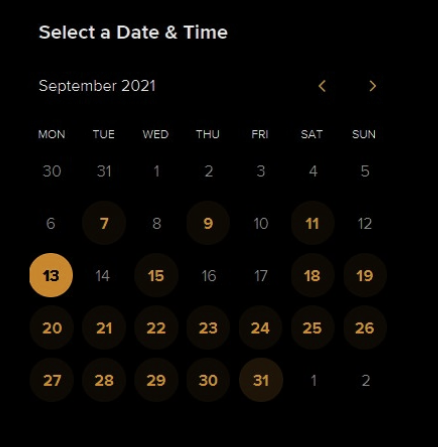 Select a Date & Time
September 2021 < >
MON TUE WED THU FRI SAT SUN
30 31 1 2 3 4 5
6 7 8 9 10 11 12
13 14 15 16 17 18 19
20 21 22 23 24 25 26
27 28 29 30 31 1 2